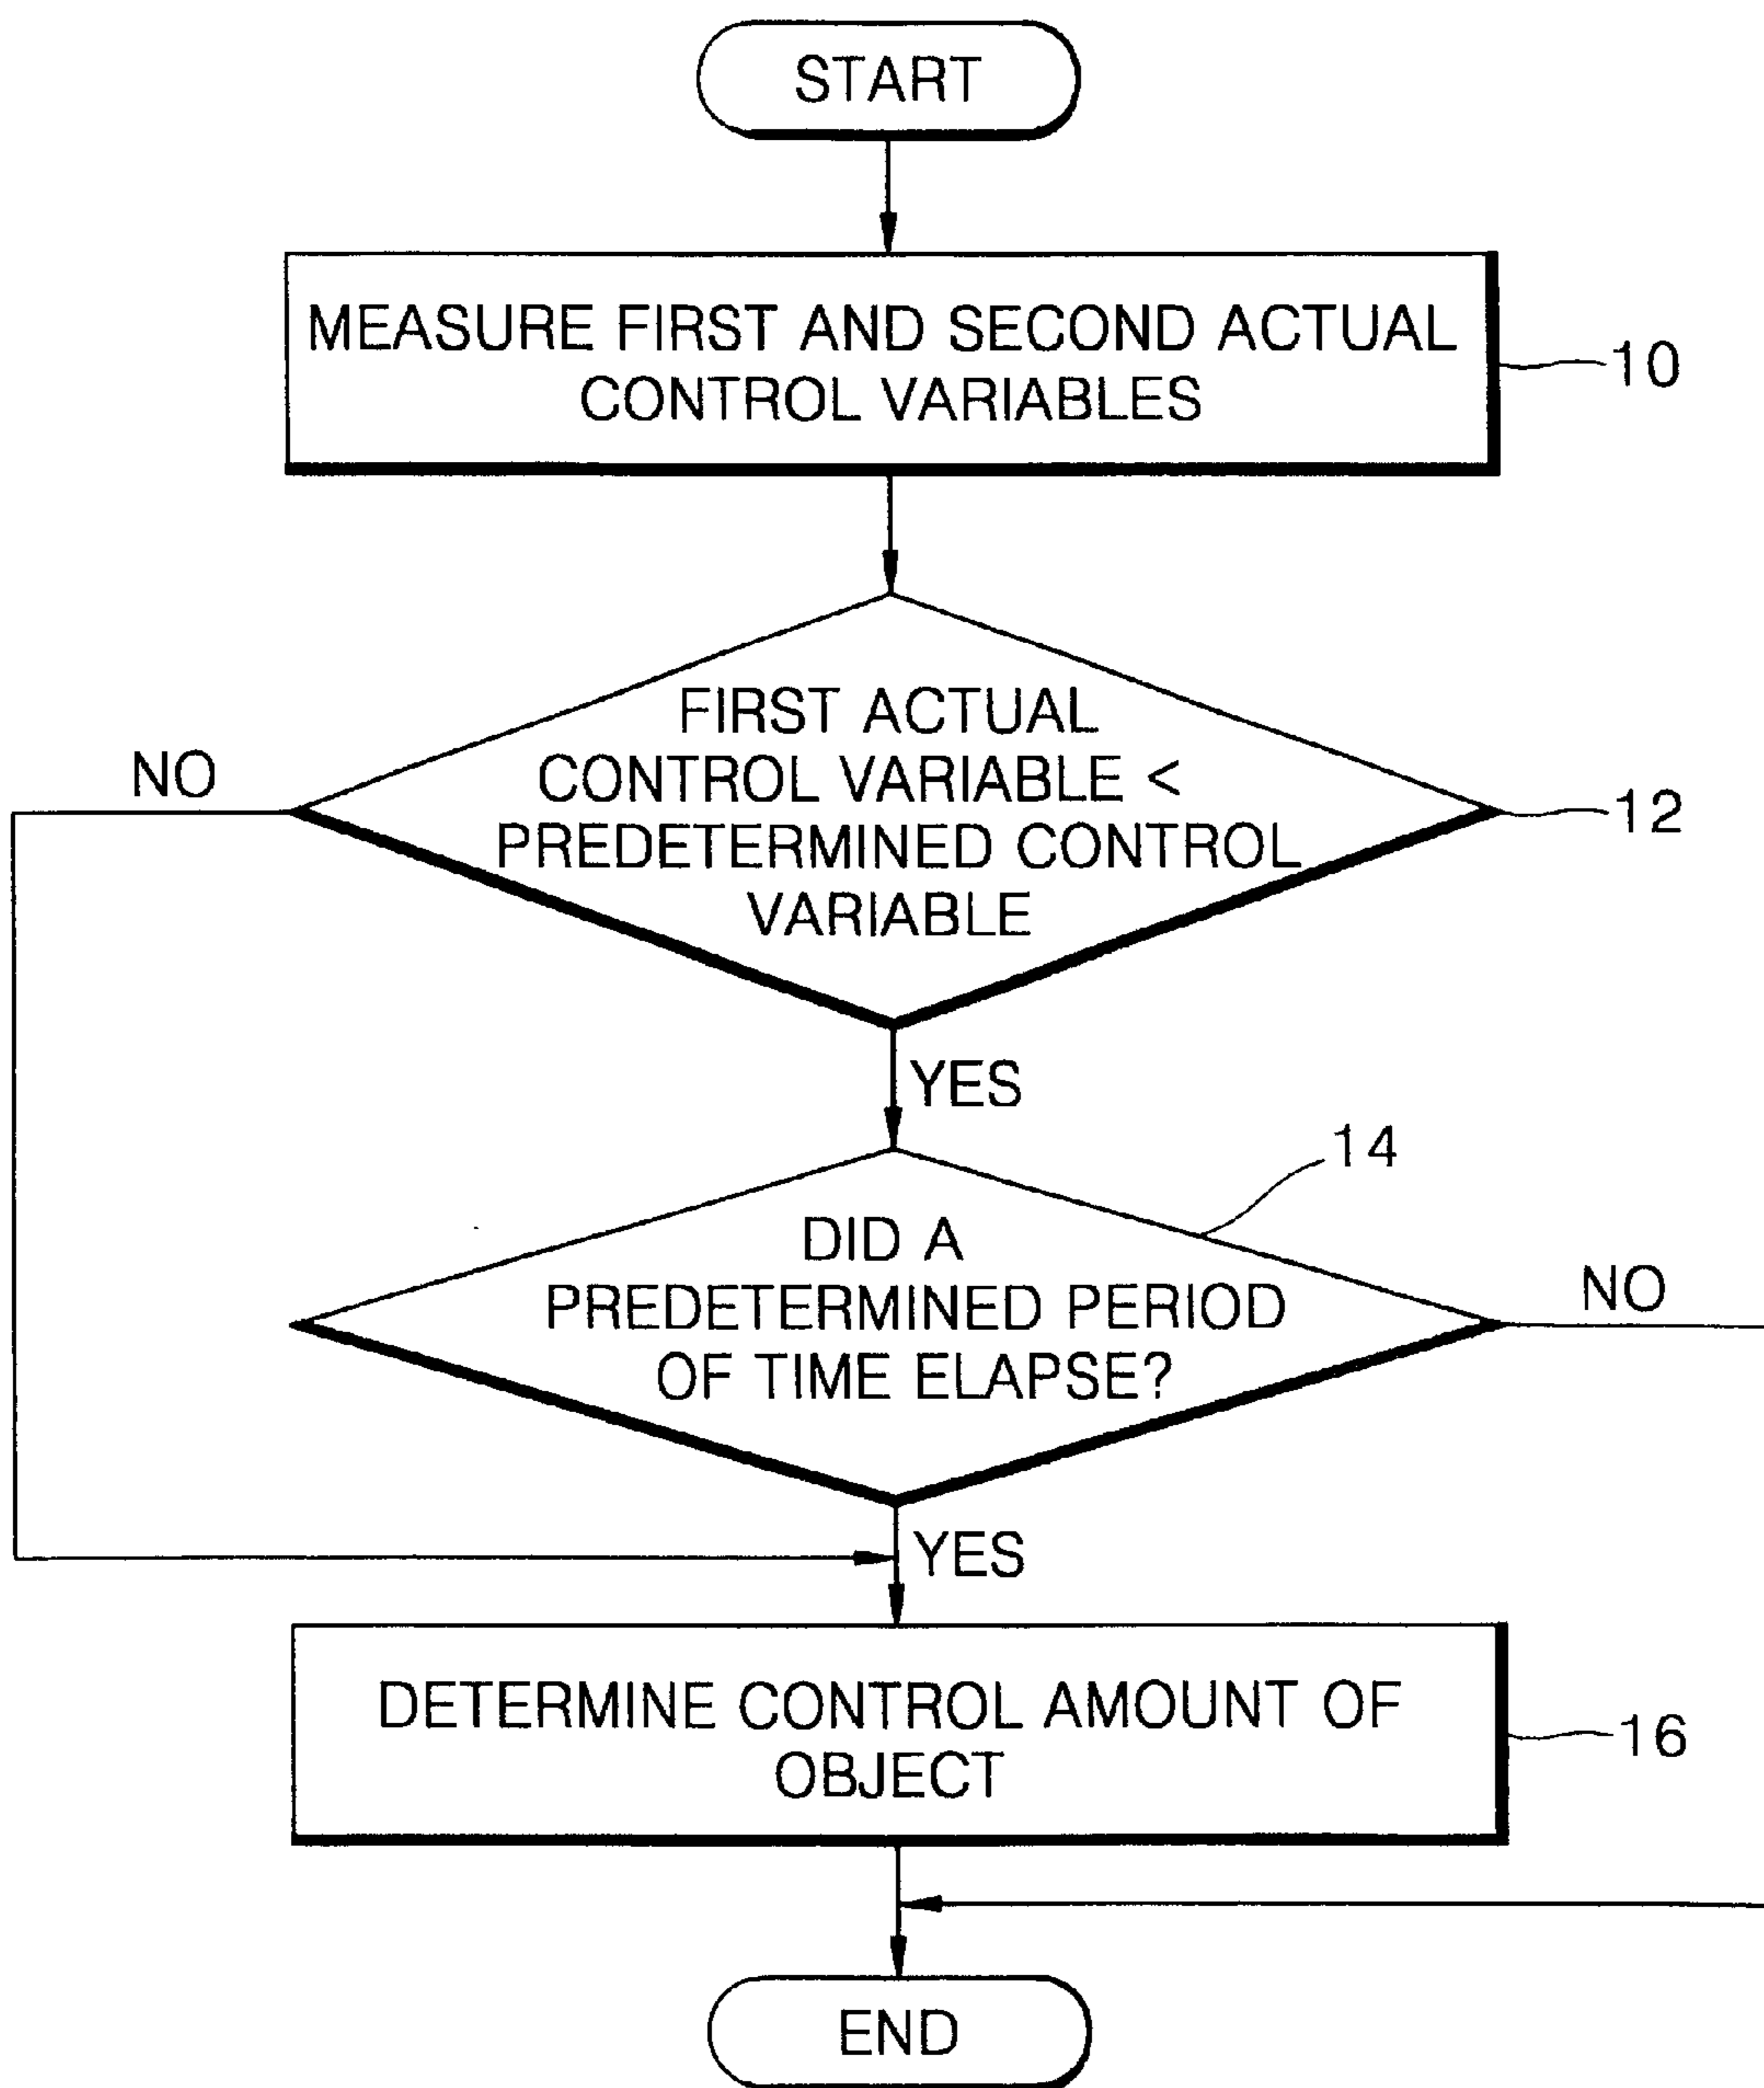 START
MEASURE FIRST AND SECOND ACTUAL
CONTROL VARIABLES
10
FIRST ACTUAL
CONTROL VARIABLE <
PREDETERMINED CONTROL
VARIABLE
NO
12
YES
14
DID A
PREDETERMINED PERIOD
OF TIME ELAPSE?
NO
YES
DETERMINE CONTROL AMOUNT OF
OBJECT
16
END